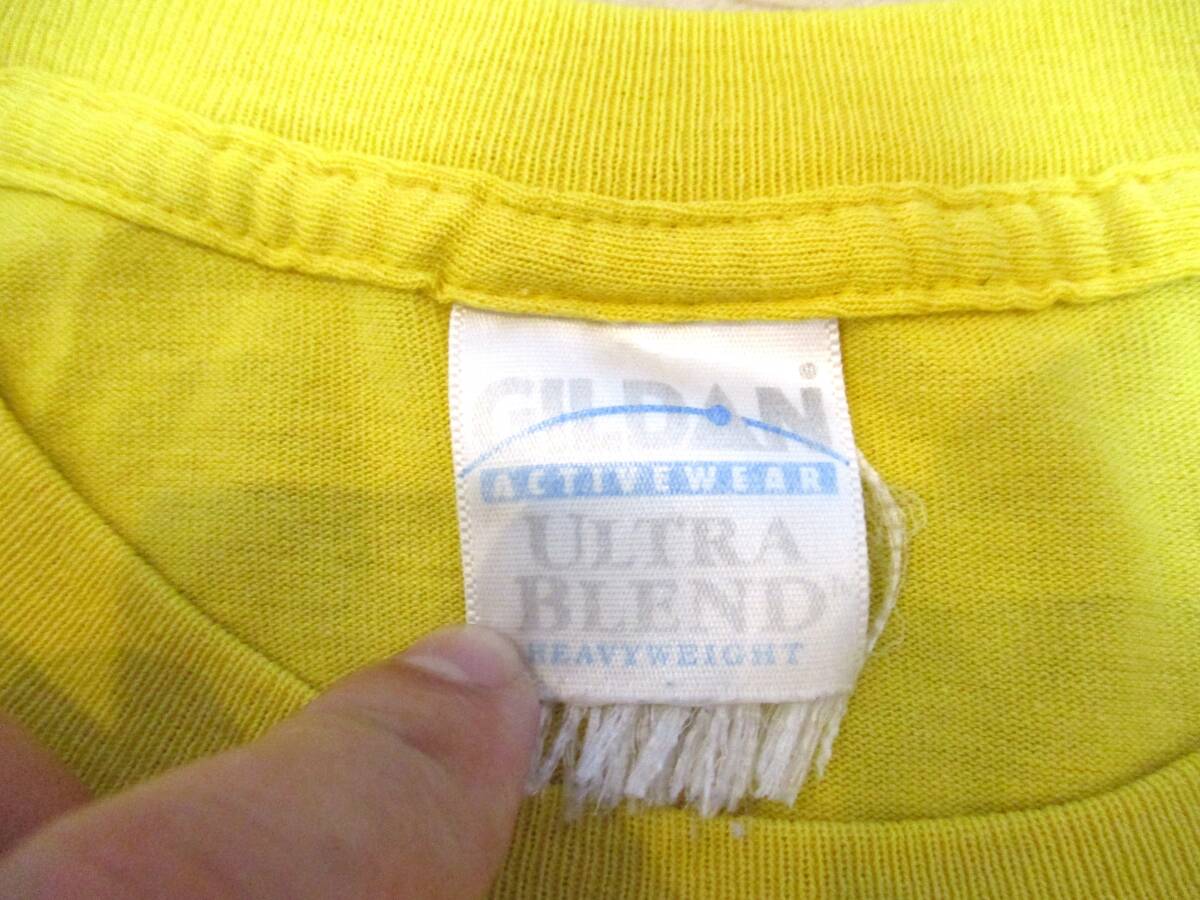 GILDAN®
ACTIVEWEAR
ULTRA
BLEND™
HEAVYWEIGHT